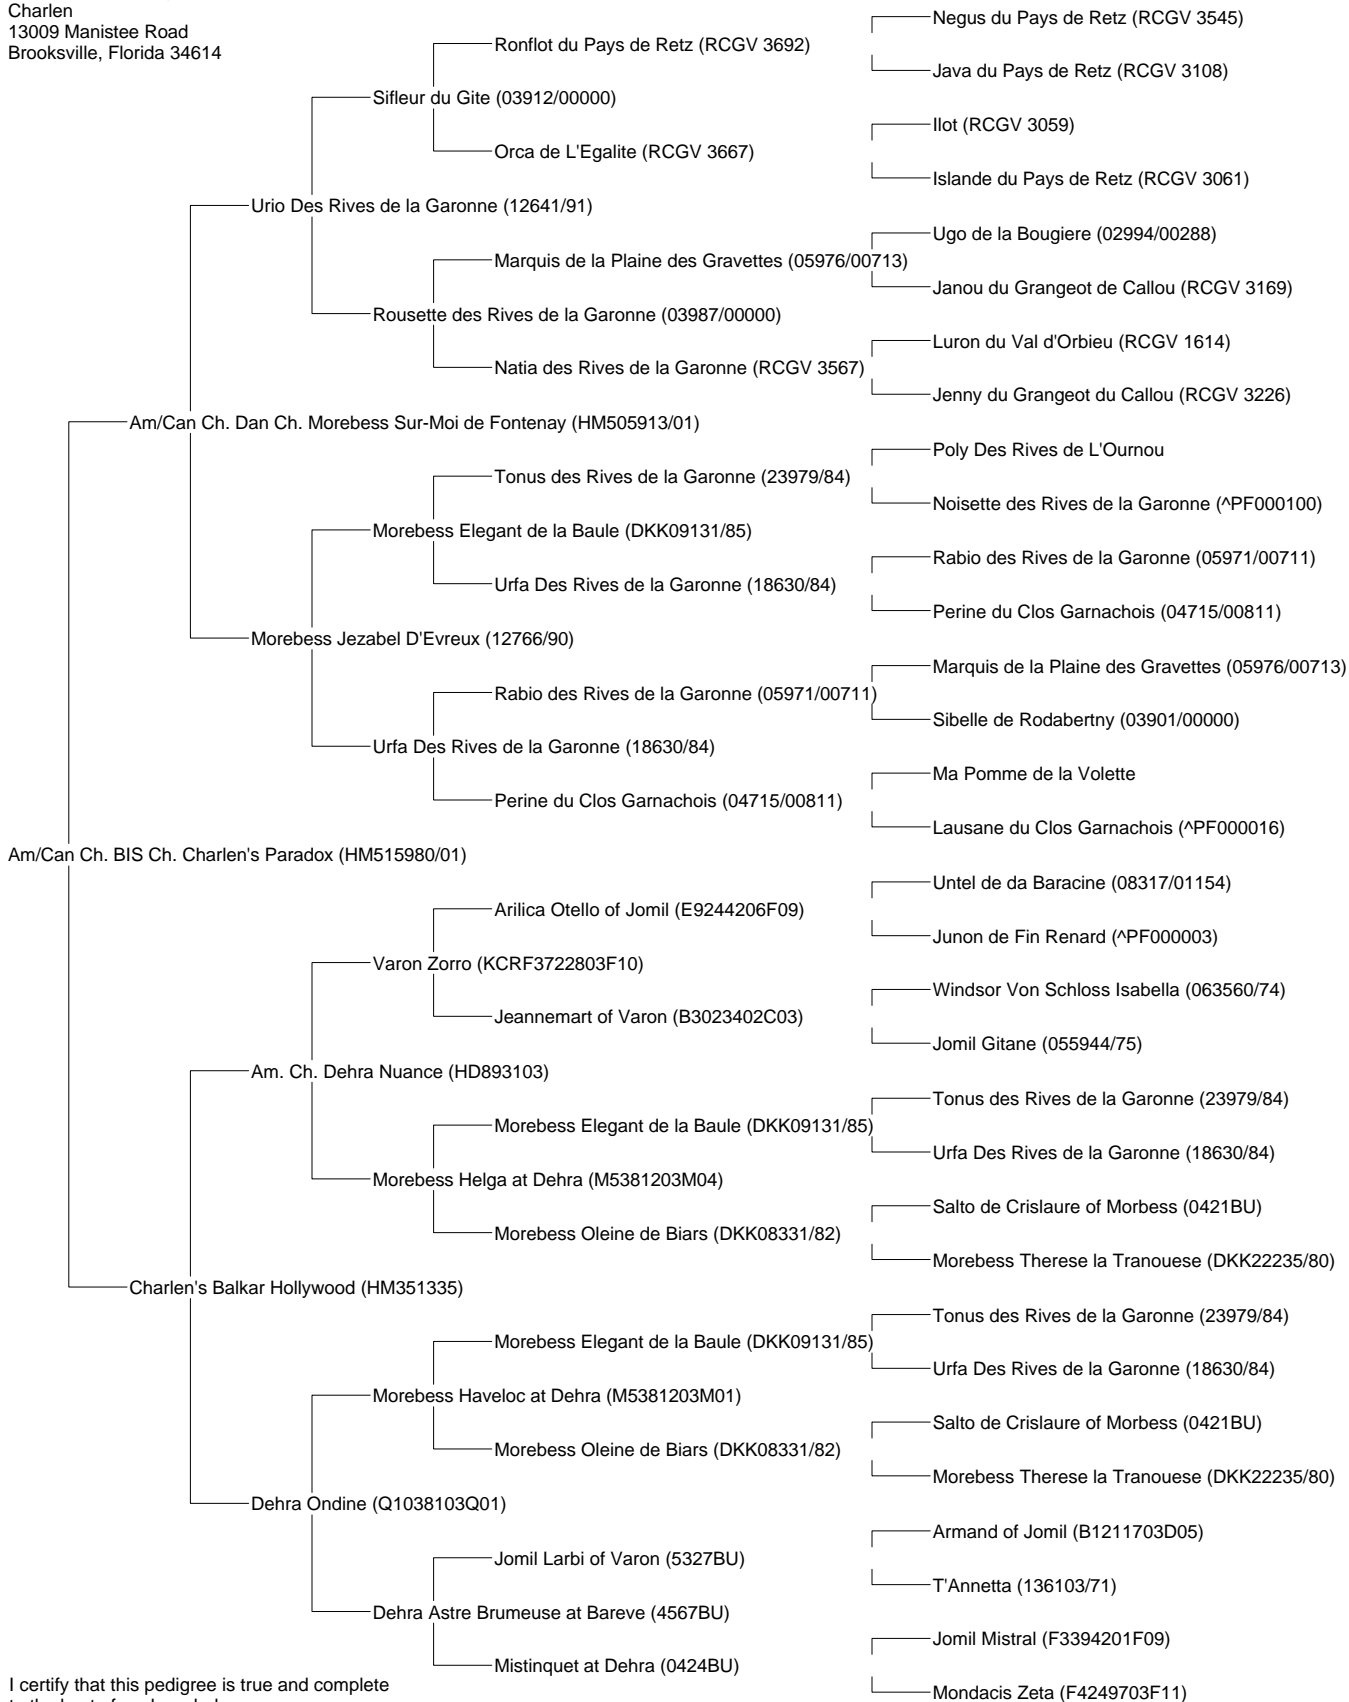 Charlen
13009 Manistee Road
Brooksville, Florida 34614
Negus du Pays de Retz (RCGV 3545)
Ronflot du Pays de Retz (RCGV 3692)
Java du Pays de Retz (RCGV 3108)
Sifleur du Gite (03912/00000)
Ilot (RCGV 3059)
Orca de L'Egalite (RCGV 3667)
Islande du Pays de Retz (RCGV 3061)
Urio Des Rives de la Garonne (12641/91)
Ugo de la Bougiere (02994/00288)
Marquis de la Plaine des Gravettes (05976/00713)
Janou du Grangeot de Callou (RCGV 3169)
Rousette des Rives de la Garonne (03987/00000)
Luron du Val d'Orbieu (RCGV 1614)
Natia des Rives de la Garonne (RCGV 3567)
Jenny du Grangeot du Callou (RCGV 3226)
Am/Can Ch. Dan Ch. Morebess Sur-Moi de Fontenay (HM505913/01)
Poly Des Rives de L'Ournou
Tonus des Rives de la Garonne (23979/84)
Noisette des Rives de la Garonne (^PF000100)
Morebess Elegant de la Baule (DKK09131/85)
Rabio des Rives de la Garonne (05971/00711)
Urfa Des Rives de la Garonne (18630/84)
Perine du Clos Garnachois (04715/00811)
Morebess Jezabel D'Evreux (12766/90)
Marquis de la Plaine des Gravettes (05976/00713)
Rabio des Rives de la Garonne (05971/00711)
Sibelle de Rodabertny (03901/00000)
Urfa Des Rives de la Garonne (18630/84)
Ma Pomme de la Volette
Perine du Clos Garnachois (04715/00811)
Lausane du Clos Garnachois (^PF000016)
Am/Can Ch. BIS Ch. Charlen's Paradox (HM515980/01)
Untel de da Baracine (08317/01154)
Arilica Otello of Jomil (E9244206F09)
Junon de Fin Renard (^PF000003)
Varon Zorro (KCRF3722803F10)
Windsor Von Schloss Isabella (063560/74)
Jeannemart of Varon (B3023402C03)
Jomil Gitane (055944/75)
Am. Ch. Dehra Nuance (HD893103)
Tonus des Rives de la Garonne (23979/84)
Morebess Elegant de la Baule (DKK09131/85)
Urfa Des Rives de la Garonne (18630/84)
Morebess Helga at Dehra (M5381203M04)
Salto de Crislaure of Morbess (0421BU)
Morebess Oleine de Biars (DKK08331/82)
Morebess Therese la Tranouese (DKK22235/80)
Charlen's Balkar Hollywood (HM351335)
Tonus des Rives de la Garonne (23979/84)
Morebess Elegant de la Baule (DKK09131/85)
Urfa Des Rives de la Garonne (18630/84)
Morebess Haveloc at Dehra (M5381203M01)
Salto de Crislaure of Morbess (0421BU)
Morebess Oleine de Biars (DKK08331/82)
Morebess Therese la Tranouese (DKK22235/80)
Dehra Ondine (Q1038103Q01)
Armand of Jomil (B1211703D05)
Jomil Larbi of Varon (5327BU)
T'Annetta (136103/71)
Dehra Astre Brumeuse at Bareve (4567BU)
Jomil Mistral (F3394201F09)
Mistinquet at Dehra (0424BU)
Mondacis Zeta (F4249703F11)
I certify that this pedigree is true and complete